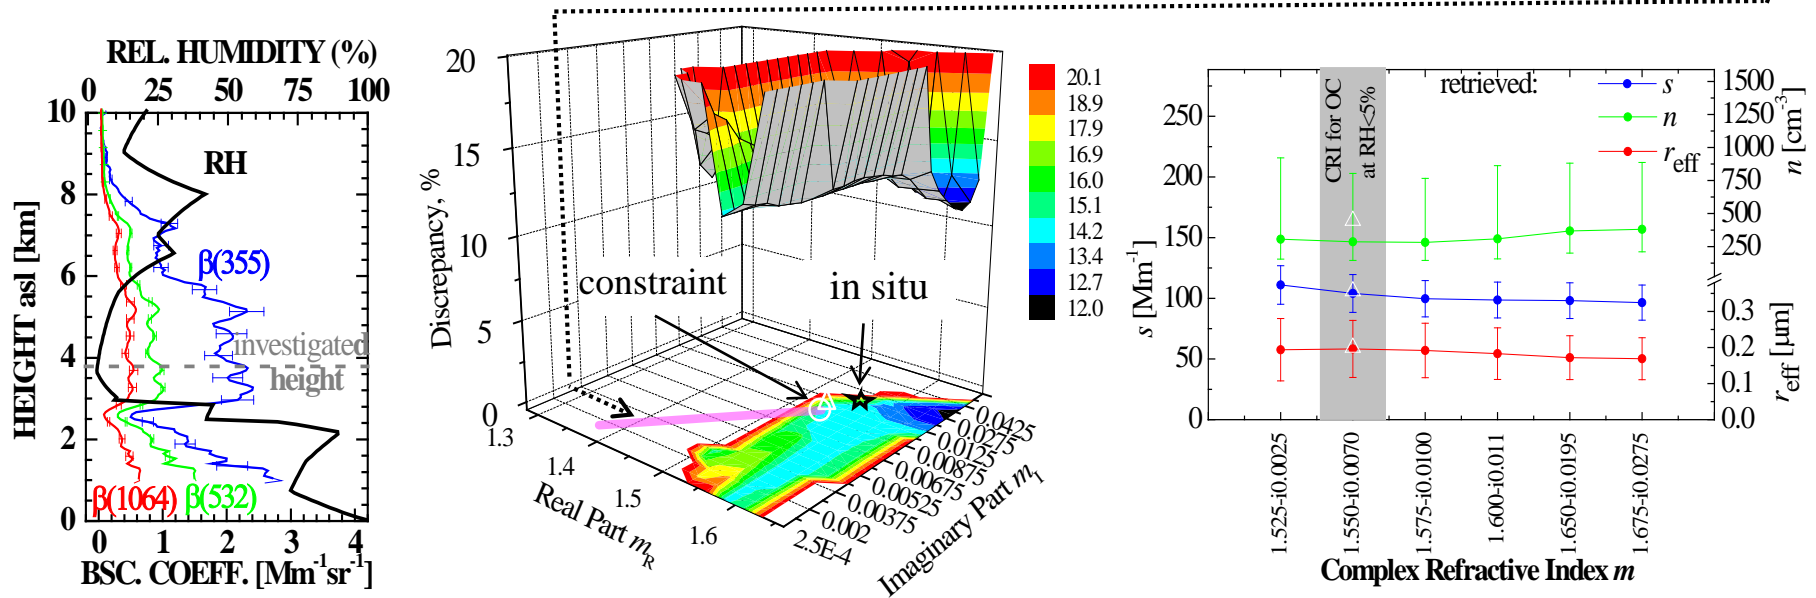 REL. HUMIDITY (%)
0 25 50 75 100
10
8
6
4
2
0
HEIGHT asl [km]
RH
β(355)
investigated
height
β(1064)
β(532)
0 1 2 3 4
BSC. COEFF. [Mm⁻¹sr⁻¹]
20
15
10
5
0
Discrepancy, %
constraint
in situ
1.3
1.4
1.5
1.6
Real Part m_R
0.0425
0.0275
0.0125
0.00875
0.00675
0.00525
0.00375
0.002
2.5E-4
Imaginary Part m_I
20.1
18.9
17.9
16.9
16.0
15.1
14.2
13.4
12.7
12.0
250
200
150
100
50
0
s [Mm⁻¹]
CRI for OC
at RH<5%
retrieved:
s
n
r_eff
1500
1250
1000
750
500
250
n [cm⁻³]
0.3
0.2
0.1
0.0
r_eff [µm]
1.525-i0.0025
1.550-i0.0070
1.575-i0.0100
1.600-i0.011
1.650-i0.0195
1.675-i0.0275
Complex Refractive Index m